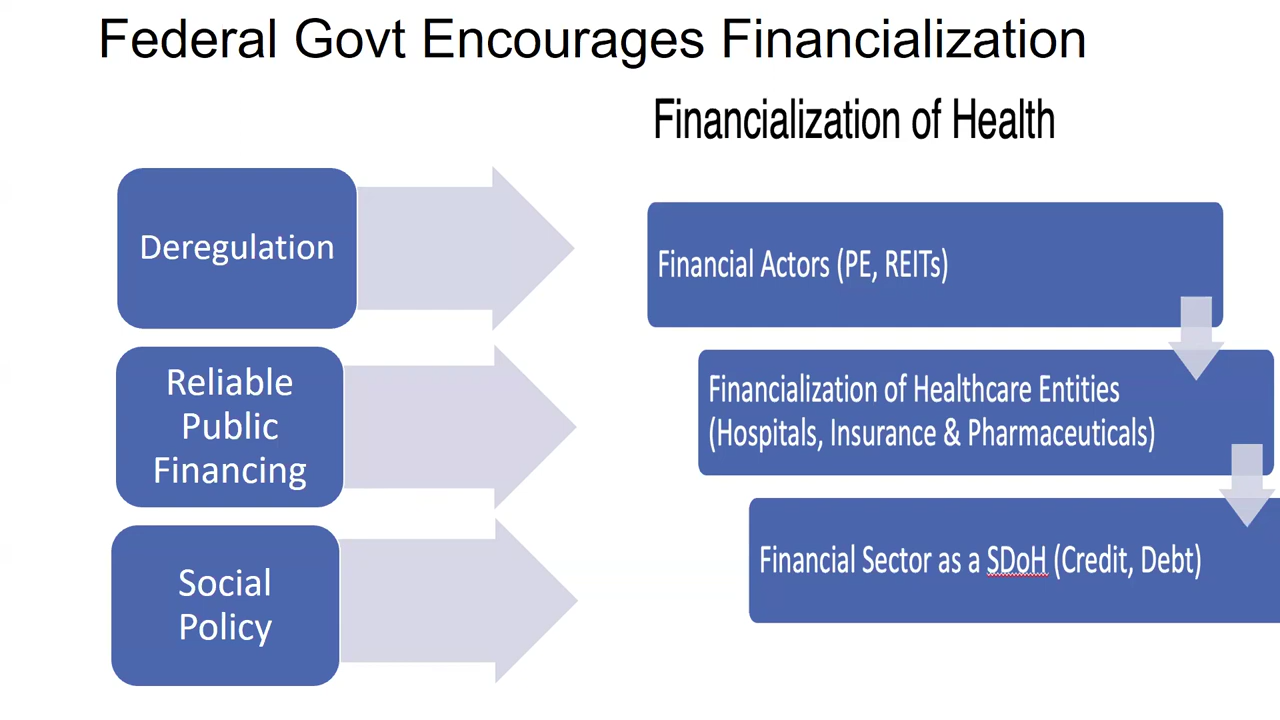 Federal Govt Encourages Financialization
Financialization of Health
Deregulation
Reliable
Public
Financing
Social
Policy
Financial Actors (PE, REITs)
Financialization of Healthcare Entities
(Hospitals, Insurance & Pharmaceuticals)
Financial Sector as a SDoH (Credit, Debt)